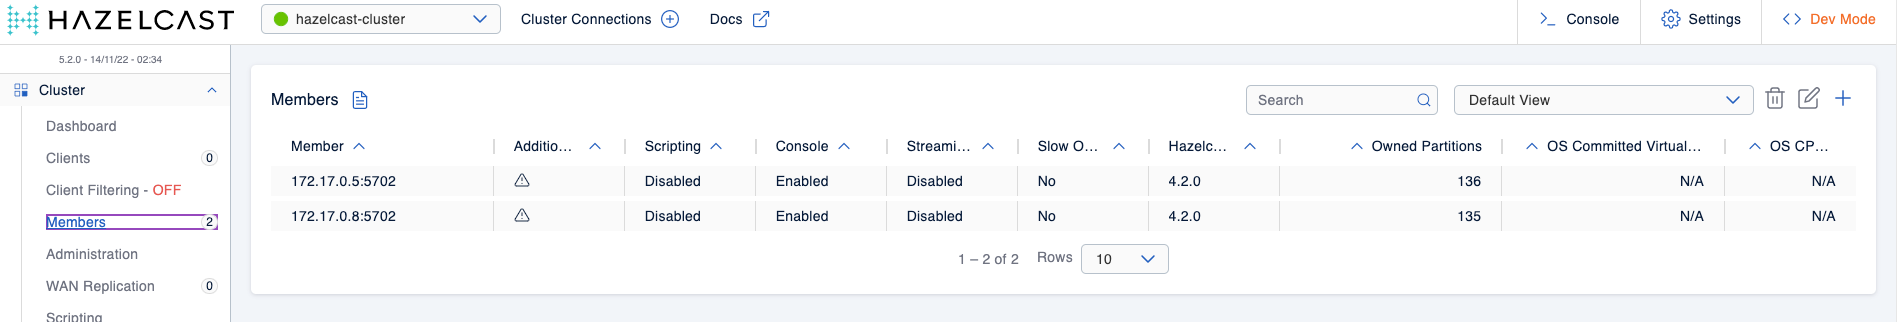 HAZELCAST
hazelcast-cluster
Cluster Connections
Docs
Console
Settings
Dev Mode
5.2.0 - 14/11/22 - 02:34
Cluster
Dashboard
Clients 0
Client Filtering - OFF
Members 2
Administration
WAN Replication 0
Scripting
Members
Search
Default View
Member Additio... Scripting Console Streami... Slow O... Hazelc... Owned Partitions OS Committed Virtual... OS CP...
172.17.0.5:5702 Disabled Enabled Disabled No 4.2.0 136 N/A N/A
172.17.0.8:5702 Disabled Enabled Disabled No 4.2.0 135 N/A N/A
1 – 2 of 2 Rows 10